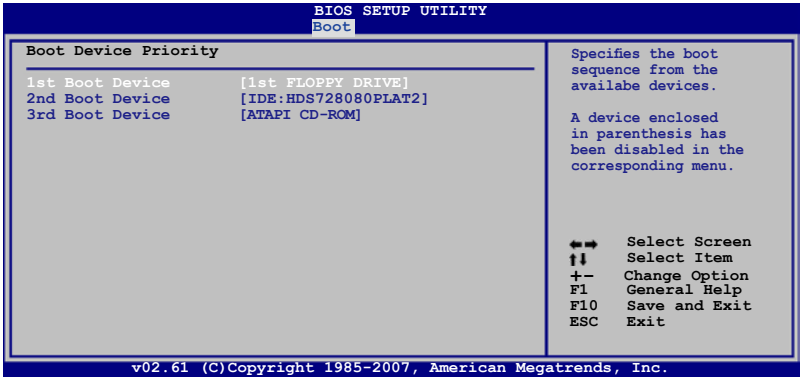 BIOS SETUP UTILITY
Boot
Boot Device Priority
1st Boot Device [1st FLOPPY DRIVE]
2nd Boot Device [IDE:HDS728080PLAT2]
3rd Boot Device [ATAPI CD-ROM]
Specifies the boot
sequence from the
availabe devices.
A device enclosed
in parenthesis has
been disabled in the
corresponding menu.
←→ Select Screen
↑↓ Select Item
+- Change Option
F1 General Help
F10 Save and Exit
ESC Exit
v02.61 (C)Copyright 1985-2007, American Megatrends, Inc.